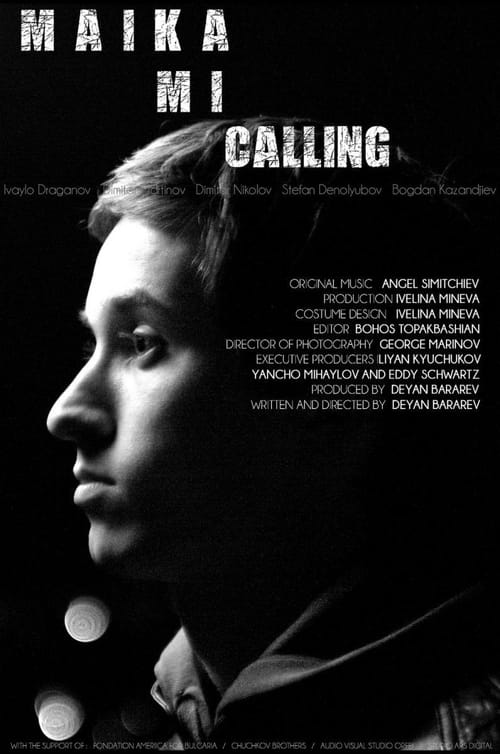 MAIKA
MI
CALLING
Ivaylo Draganov Dimitar Nikolov Stefan Denolyubov Bogdan Kazandjiev
ORIGINAL MUSIC ANGEL SIMITCHIEV
PRODUCTION IVELINA MINEVA
COSTUME DESIGN IVELINA MINEVA
EDITOR BOHOS TOPAKBASHIAN
DIRECTOR OF PHOTOGRAPHY GEORGE MARINOV
EXECUTIVE PRODUCERS LIYAN KYUCHUKOV
YANCHO MIHAYLOV AND EDDY SCHWARTZ
PRODUCED BY DEYAN BARAREV
WRITTEN AND DIRECTED BY DEYAN BARAREV
WITH THE SUPPORT OF: FONDATION AMERICA FOR BULGARIA / CHUCHKOV BROTHERS / AUDIO VISUAL STUDIO DIGITAL